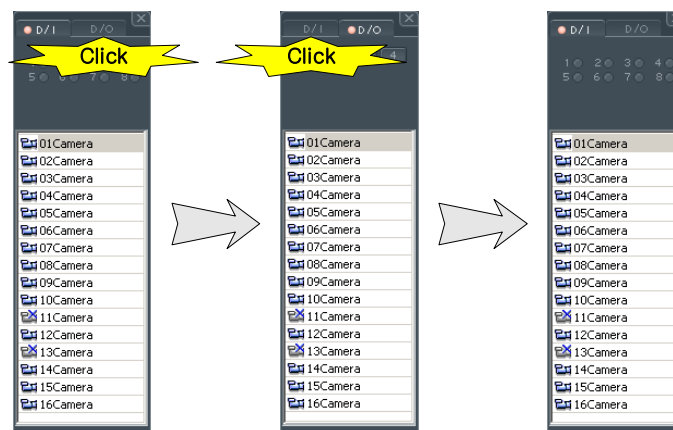 D/I D/O
Click
5 6 7 8
01Camera
02Camera
03Camera
04Camera
05Camera
06Camera
07Camera
08Camera
09Camera
10Camera
11Camera
12Camera
13Camera
14Camera
15Camera
16Camera
D/I D/O
Click
4
01Camera
02Camera
03Camera
04Camera
05Camera
06Camera
07Camera
08Camera
09Camera
10Camera
11Camera
12Camera
13Camera
14Camera
15Camera
16Camera
D/I D/O
1 2 3 4
5 6 7 8
01Camera
02Camera
03Camera
04Camera
05Camera
06Camera
07Camera
08Camera
09Camera
10Camera
11Camera
12Camera
13Camera
14Camera
15Camera
16Camera